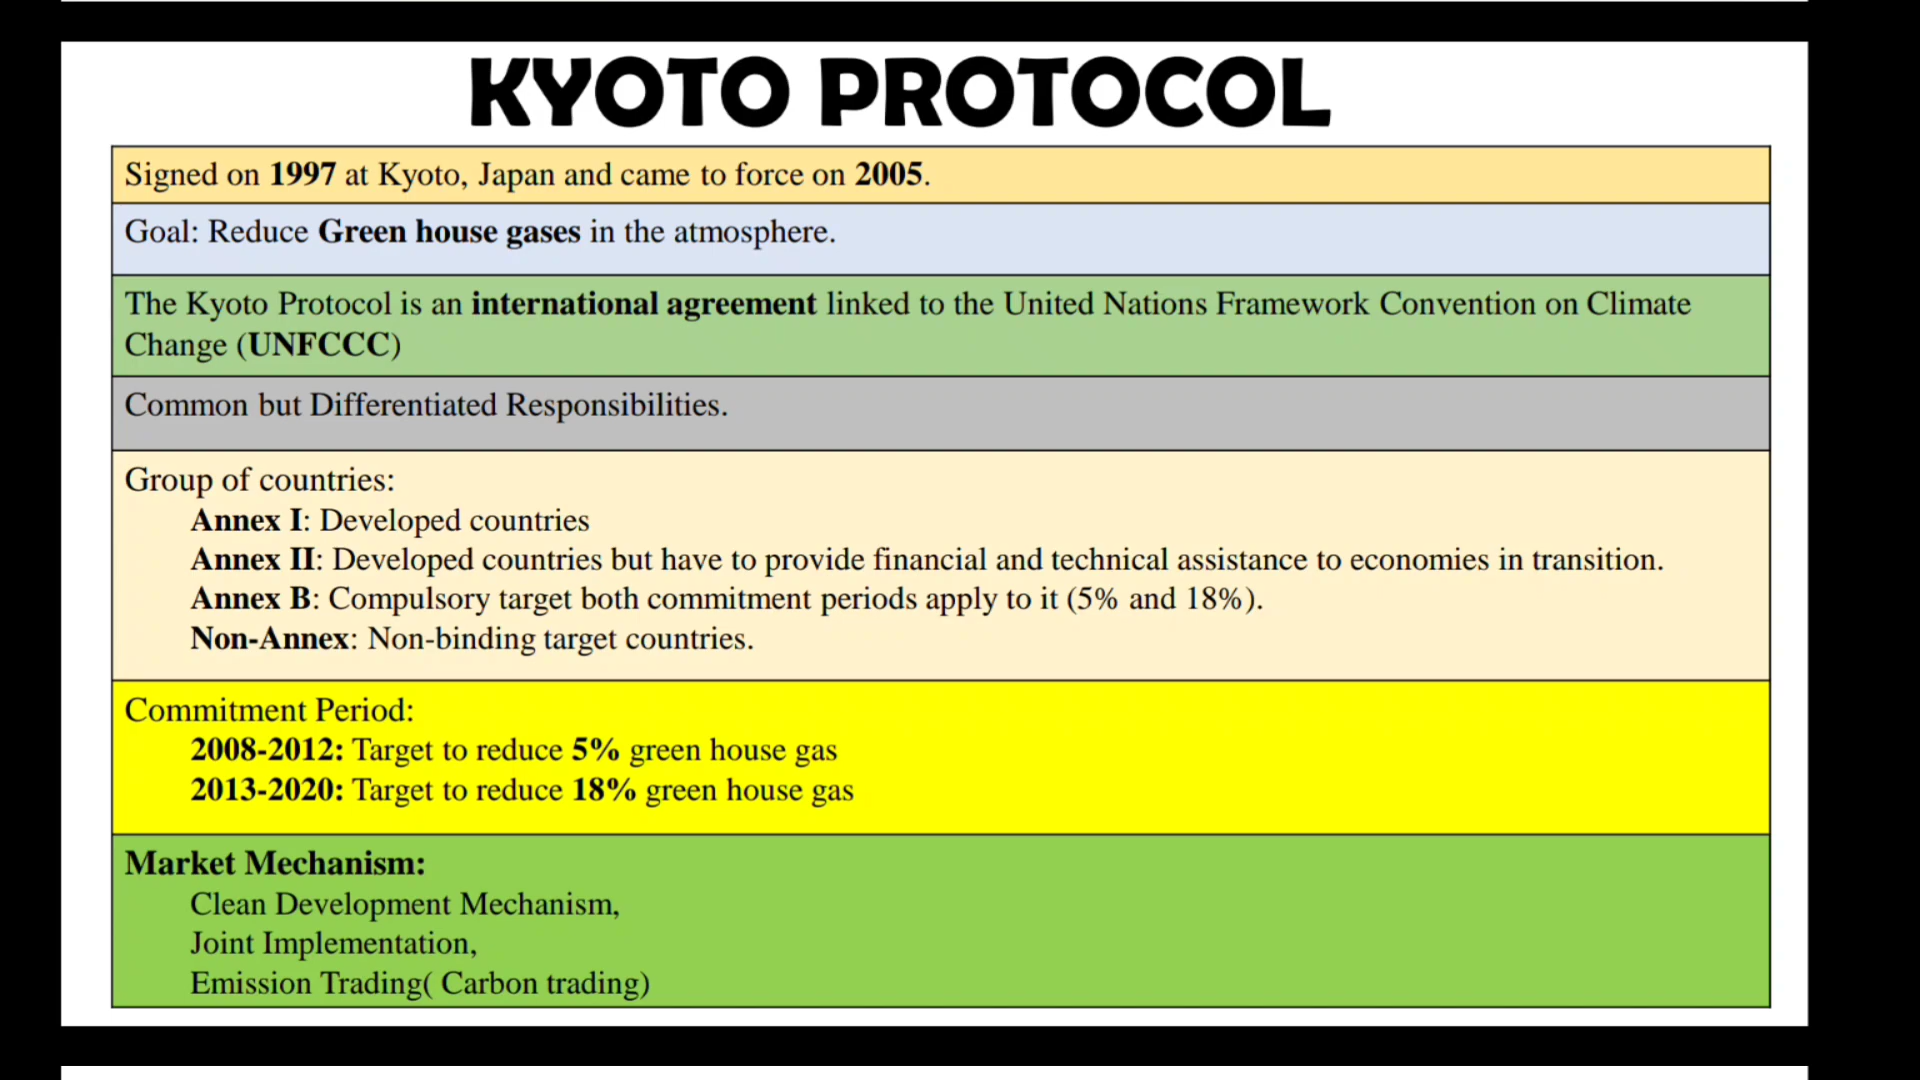 KYOTO PROTOCOL
Signed on 1997 at Kyoto, Japan and came to force on 2005.
Goal: Reduce Green house gases in the atmosphere.
The Kyoto Protocol is an international agreement linked to the United Nations Framework Convention on Climate
Change (UNFCCC)
Common but Differentiated Responsibilities.
Group of countries:
Annex I: Developed countries
Annex II: Developed countries but have to provide financial and technical assistance to economies in transition.
Annex B: Compulsory target both commitment periods apply to it (5% and 18%).
Non-Annex: Non-binding target countries.
Commitment Period:
2008-2012: Target to reduce 5% green house gas
2013-2020: Target to reduce 18% green house gas
Market Mechanism:
Clean Development Mechanism,
Joint Implementation,
Emission Trading( Carbon trading)